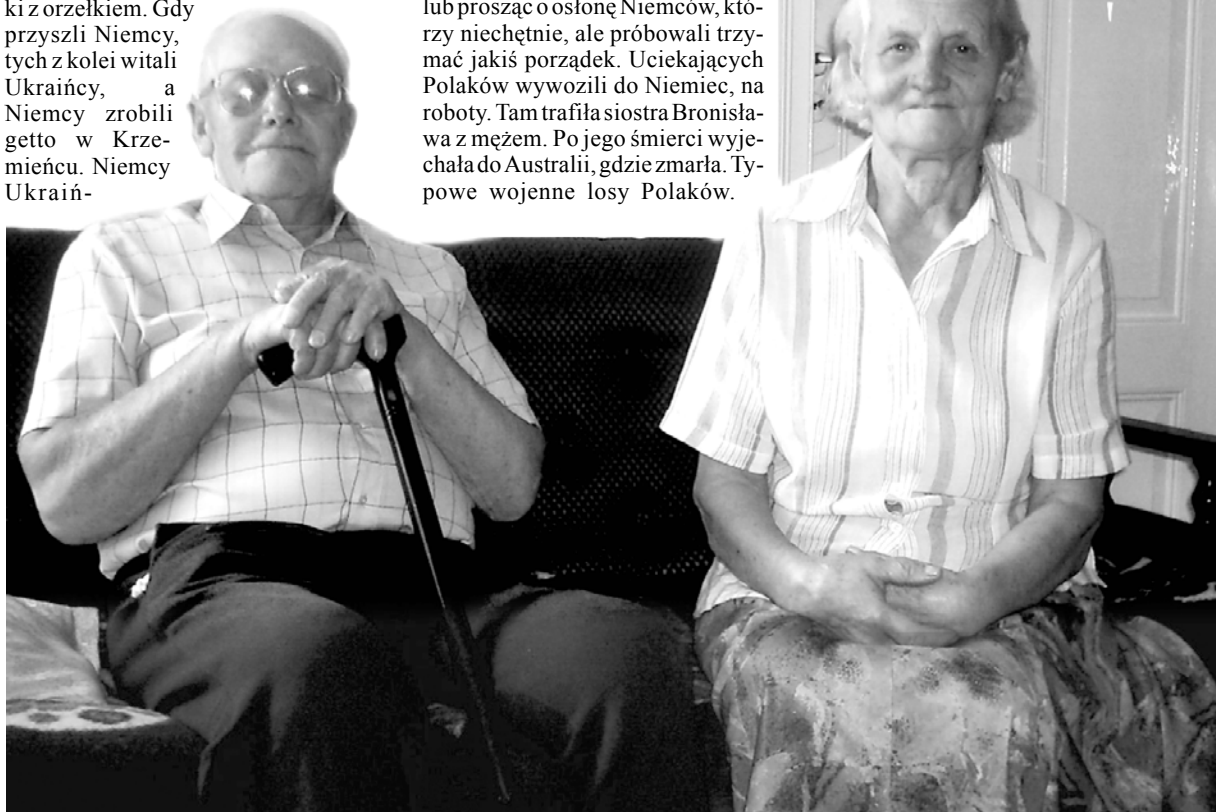 ki z orzełkiem. Gdy
przyszli Niemcy,
tych z kolei witali
Ukraińcy, a
Niemcy zrobili
getto w Krze-
mieńcu. Niemcy
Ukraiń-
lub prosząc o osłonę Niemców, któ-
rzy niechętnie, ale próbowali trzy-
mać jakiś porządek. Uciekających
Polaków wywozili do Niemiec, na
roboty. Tam trafiła siostra Bronisła-
wa z mężem. Po jego śmierci wyje-
chała do Australii, gdzie zmarła. Ty-
powe wojenne losy Polaków.